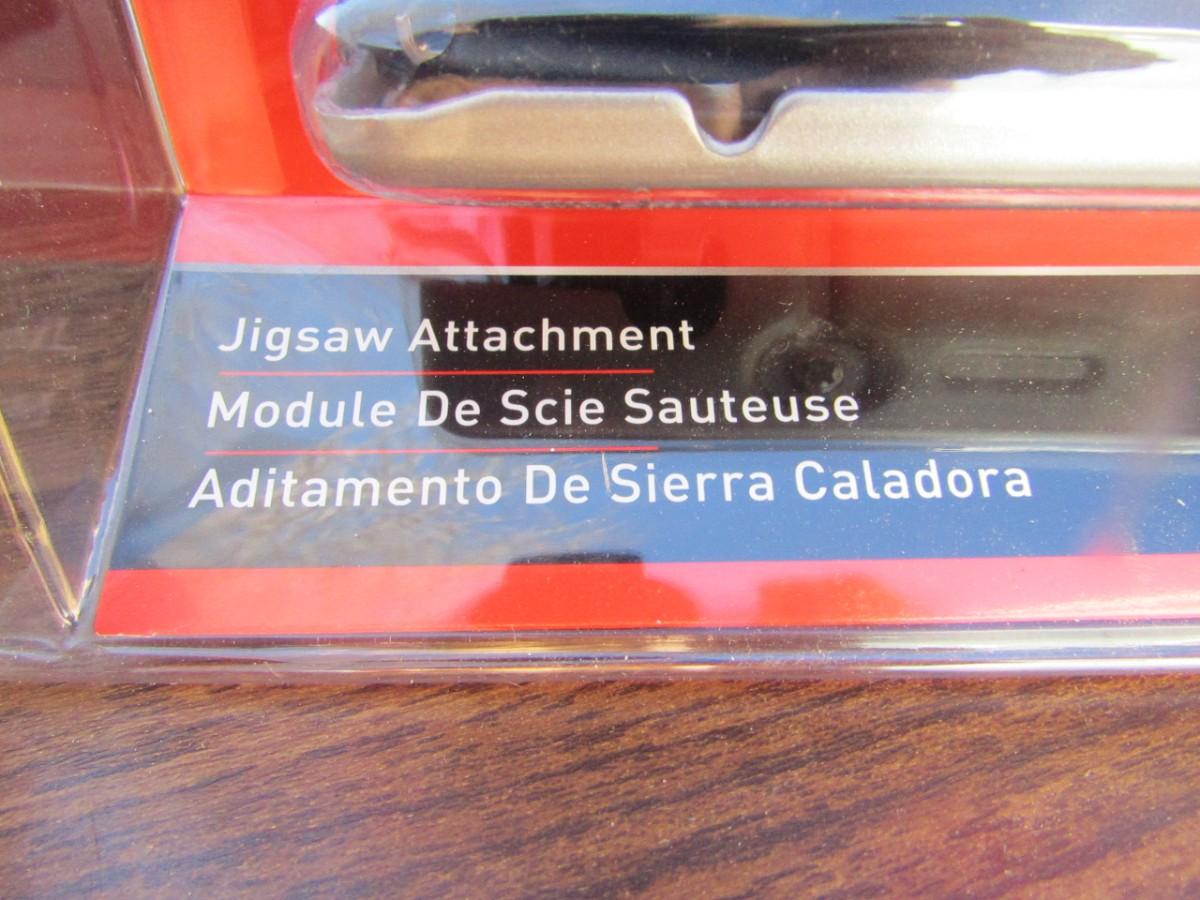 Jigsaw Attachment
Module De Scie Sauteuse
Aditamento De Sierra Caladora